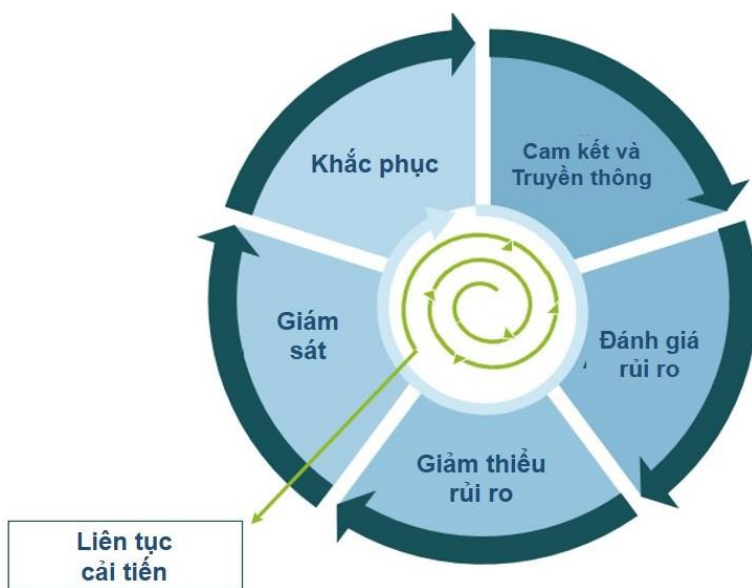 Khắc phục
Cam kết và
Truyền thông
Đánh giá
rủi ro
Giảm thiểu
rủi ro
Giám
sát
Liên tục
cải tiến